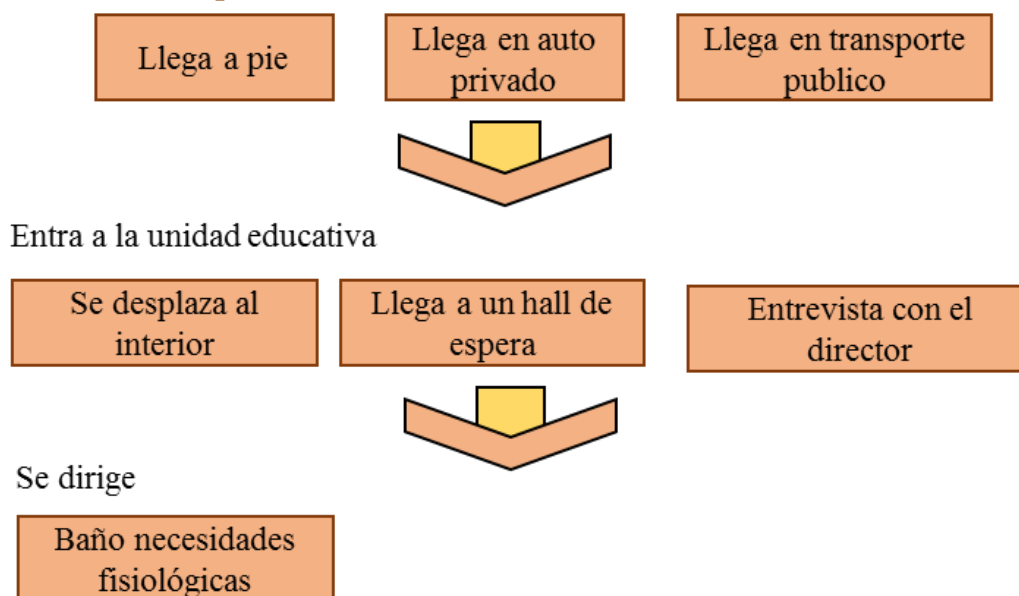 Llega a pie
Llega en auto
privado
Llega en transporte
publico
Entra a la unidad educativa
Se desplaza al
interior
Llega a un hall de
espera
Entrevista con el
director
Se dirige
Baño necesidades
fisiológicas